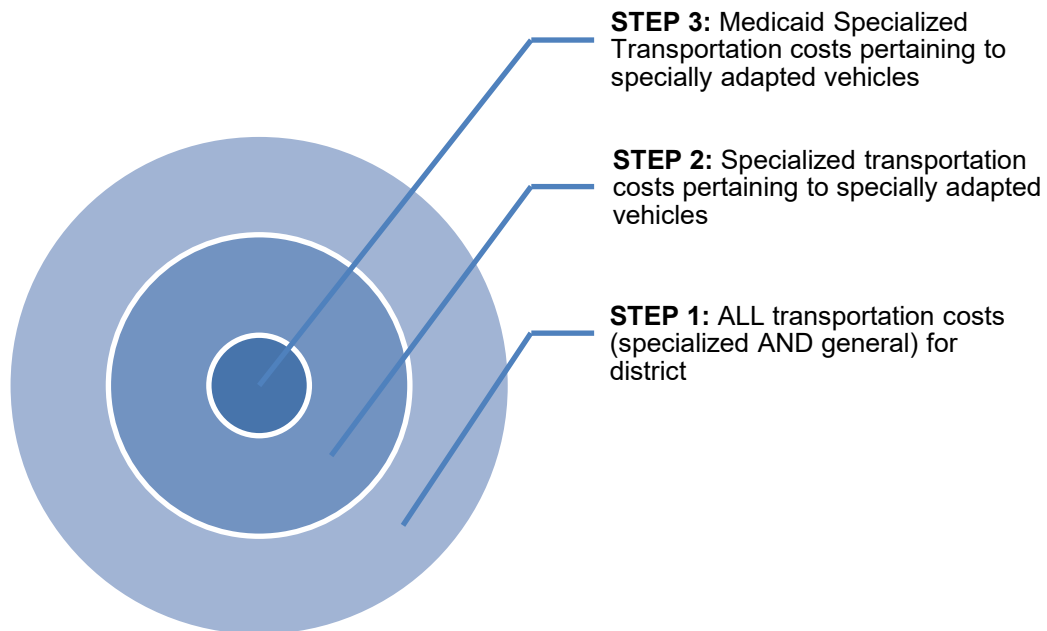 STEP 3: Medicaid Specialized
Transportation costs pertaining to
specially adapted vehicles
STEP 2: Specialized transportation
costs pertaining to specially adapted
vehicles
STEP 1: ALL transportation costs
(specialized AND general) for
district